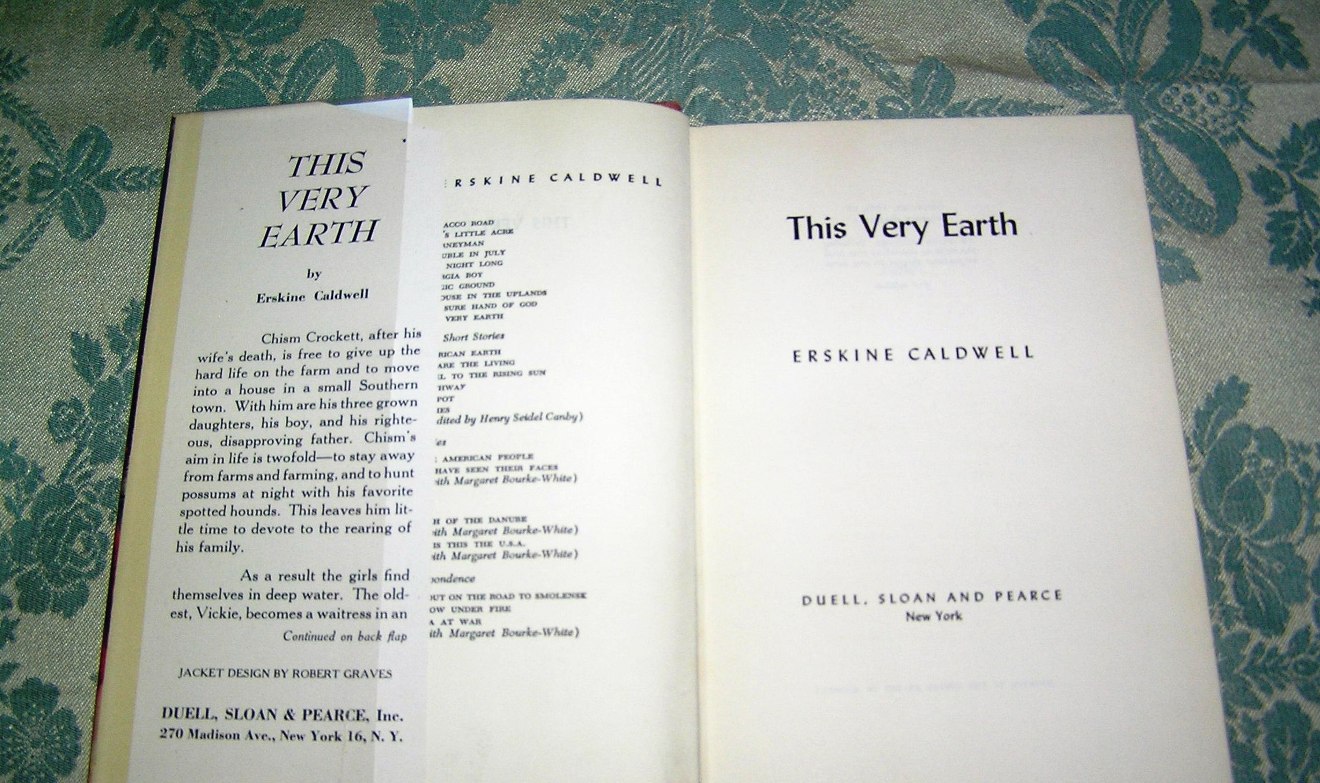 THIS
VERY
EARTH
by
Erskine Caldwell
Chism Crockett, after his
wife's death, is free to give up the
hard life on the farm and to move
into a house in a small Southern
town. With him are his three grown
daughters, his boy, and his righte-
ous, disapproving father. Chism's
aim in life is twofold—to stay away
from farms and farming, and to hunt
possums at night with his favorite
spotted hounds. This leaves him lit-
tle time to devote to the rearing of
his family.
As a result the girls find
themselves in deep water. The old-
est, Vickie, becomes a waitress in an
Continued on back flap
JACKET DESIGN BY ROBERT GRAVES
DUELL, SLOAN & PEARCE, Inc.
270 Madison Ave., New York 16, N. Y.
RSKINE CALDWELL
ACCO ROAD
'S LITTLE ACRE
NEYMAN
UBLE IN JULY
NIGHT LONG
GIA BOY
IC GROUND
OUSE IN THE UPLANDS
SURE HAND OF GOD
VERY EARTH
Short Stories
RICAN EARTH
ARE THE LIVING
L TO THE RISING SUN
HWAY
POT
IES
dited by Henry Seidel Canby)
es
AMERICAN PEOPLE
HAVE SEEN THEIR FACES
ith Margaret Bourke-White)
H OF THE DANUBE
ith Margaret Bourke-White)
IS THIS THE U.S.A.
ith Margaret Bourke-White)
pondence
OUT ON THE ROAD TO SMOLENSK
OW UNDER FIRE
A AT WAR
ith Margaret Bourke-White)
This Very Earth
ERSKINE CALDWELL
DUELL, SLOAN AND PEARCE
New York